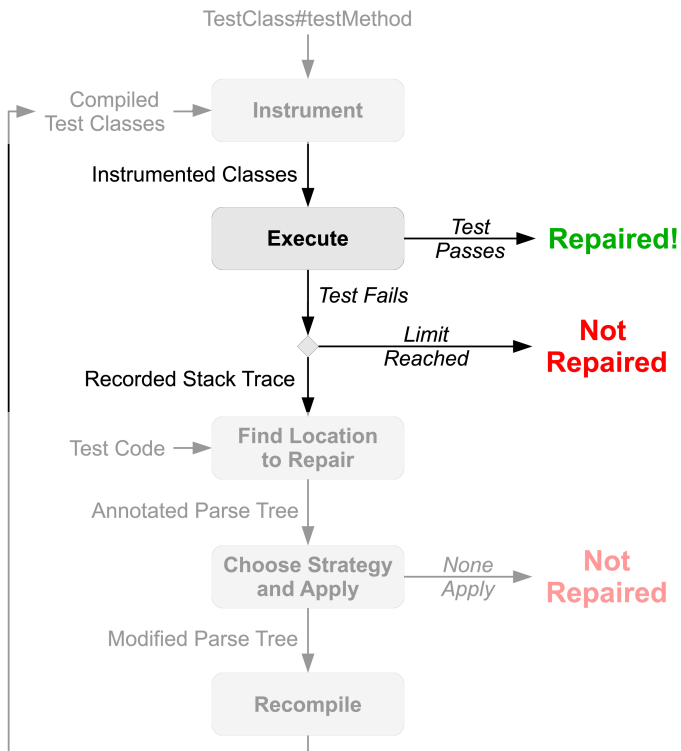 TestClass#testMethod
Compiled
Test Classes
Instrument
Instrumented Classes
Execute
Test
Passes
Repaired!
Test Fails
Limit
Reached
Not
Repaired
Recorded Stack Trace
Test Code
Find Location
to Repair
Annotated Parse Tree
Choose Strategy
and Apply
None
Apply
Not
Repaired
Modified Parse Tree
Recompile